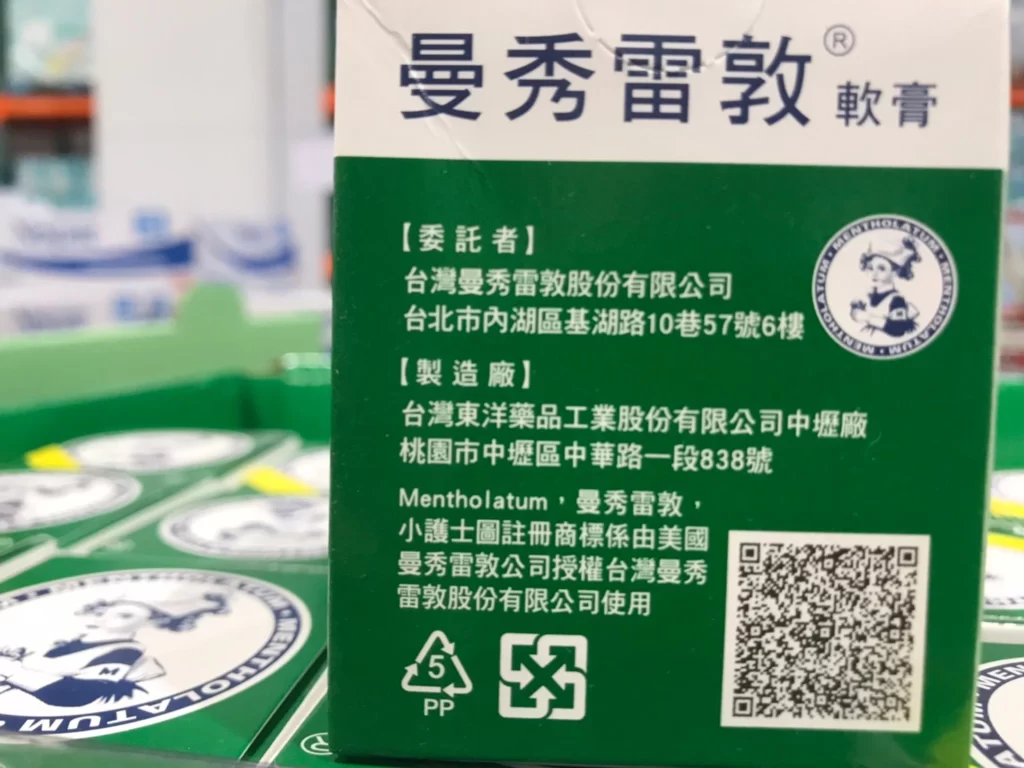 曼秀雷敦® 軟膏
【委託者】
台灣曼秀雷敦股份有限公司
台北市內湖區基湖路10巷57號6樓
MENTHOLATUM · MENTHOLATUM · MENTHOLATUM
【製造廠】
台灣東洋藥品工業股份有限公司中壢廠
桃園市中壢區中華路一段838號
Mentholatum，曼秀雷敦，
小護士圖註冊商標係由美國
曼秀雷敦公司授權台灣曼秀
雷敦股份有限公司使用
5
PP
MENTHOLATUM
®